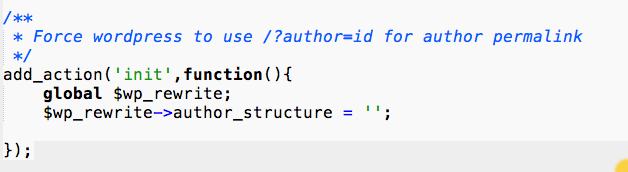 /**
 * Force wordpress to use /?author=id for author permalink
 */
add_action('init',function(){
    global $wp_rewrite;
    $wp_rewrite->author_structure = '';
});